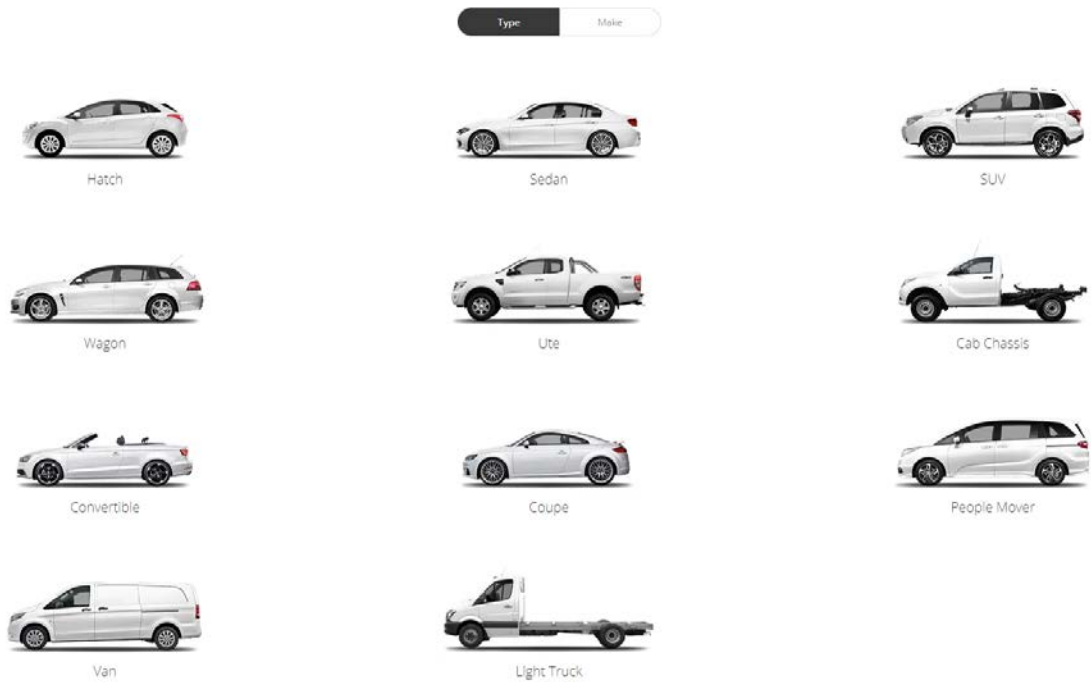 Type
Make
Hatch
Sedan
SUV
Wagon
Ute
Cab Chassis
Convertible
Coupe
People Mover
Van
Light Truck